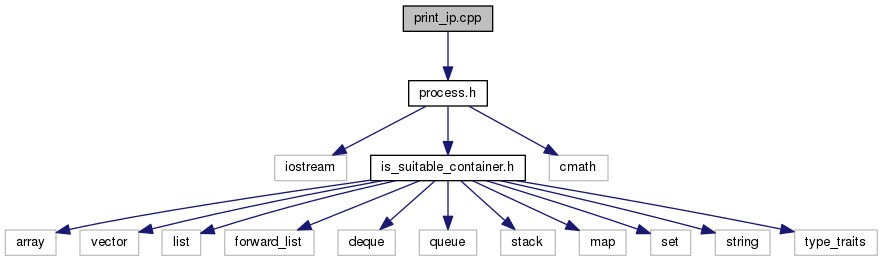 print_ip.cpp
process.h
iostream
is_suitable_container.h
cmath
array
vector
list
forward_list
deque
queue
stack
map
set
string
type_traits